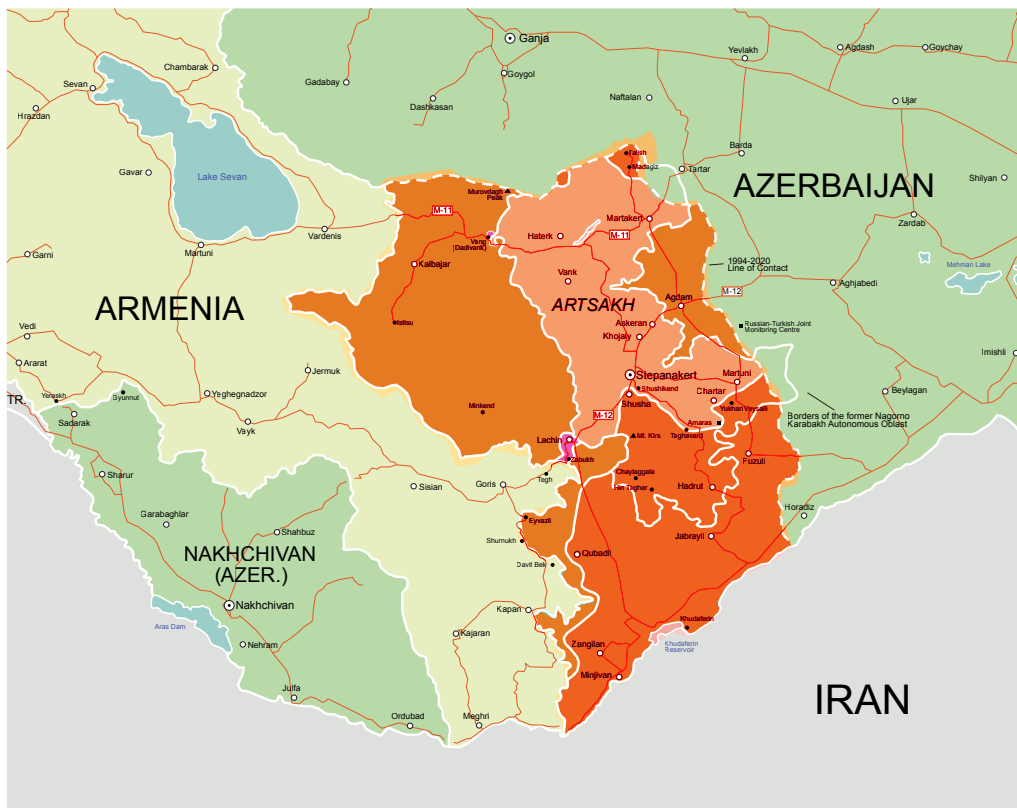 Ganja
Yevlakh
Agdash
Goychay
Chambarak
Sevan
Gadabay
Goygol
Dashkasan
Naftalan
Ujar
Hrazdan
Barda
Talish
Madagiz
Tartar
Gavar
Lake Sevan
Murovdagh
Peak
AZERBAIJAN
Shilyan
M-11
Martakert
Zardab
Vardenis
Haterk
M-11
Martuni
Garni
Vang
(Dadivank)
Kalbajar
1994-2020
Line of Contact
Mehman Lake
Vank
Aghjabedi
M-12
ARMENIA
ARTSAKH
Agdam
Istisu
Askeran
Khojaly
Russian-Turkish Joint
Monitoring Centre
Vedi
Imishli
Ararat
Jermuk
Stepanakert
Martuni
Shushikend
Yeraskh
Gyunnut
Yeghegnadzor
Shusha
Chartar
Beylagan
TR.
Yukhari Veysalli
Sadarak
Minkend
M-12
Borders of the former Nagorno
Karabakh Autonomous Oblast
Vayk
Amaras
Taghavard
Lachin
Mt. Kirs
Zabukh
Fuzuli
Sharur
Tegh
Chaylaggala
Sisian
Goris
Hin Tagher
Hadrut
Garabaghlar
Horadiz
Eyvazli
Shahbuz
Shurnukh
Jabrayil
NAKHCHIVAN
(AZER.)
Qubadli
Davit Bek
Nakhchivan
Kapan
Aras Dam
Khudaferin
Kajaran
Nehram
Zangilan
Khudaferin
Reservoir
Minjivan
Julfa
IRAN
Ordubad
Meghri